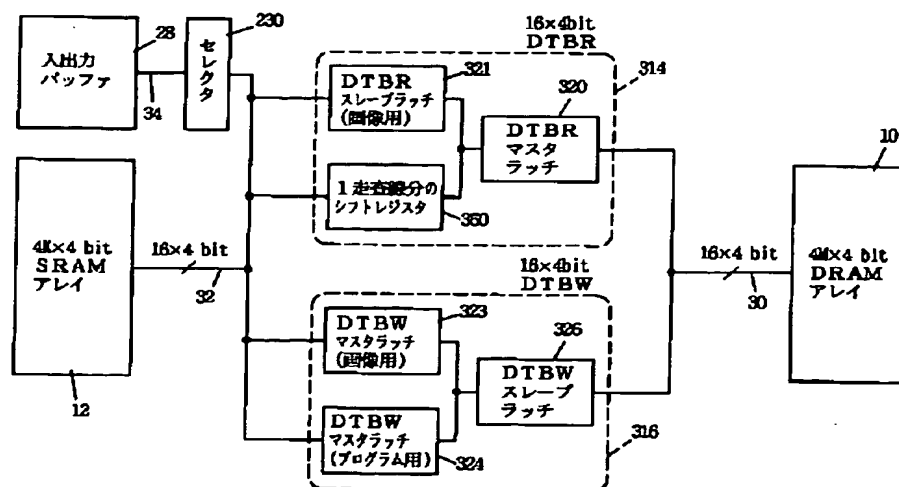 28
入出力
バッファ
34
230
セレクタ
4K×4 bit
SRAM
アレイ
12
16×4 bit
32
16×4bit
DTBR
314
DTBR
スレーブラッチ
(画像用)
321
1走査線分の
シフトレジスタ
350
DTBR
マスタ
ラッチ
320
16×4bit
DTBW
316
DTBW
マスタラッチ
(画像用)
323
DTBW
マスタラッチ
(プログラム用)
324
DTBW
スレーブ
ラッチ
326
16×4 bit
30
10
4M×4 bit
DRAM
アレイ